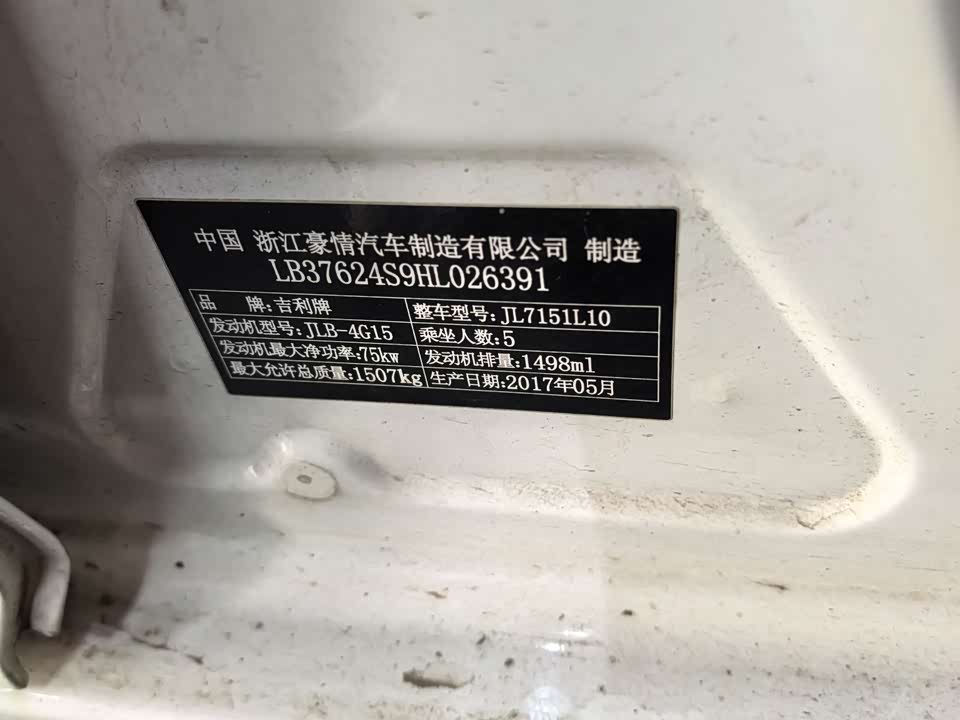 中国 浙江豪情汽车制造有限公司 制造
LB37624S9HL026391
品 牌:吉利牌 整车型号:JL7151L10
发动机型号:JLB-4G15 乘坐人数:5
发动机最大净功率:75kw 发动机排量:1498ml
最大允许总质量:1507kg 生产日期:2017年05月